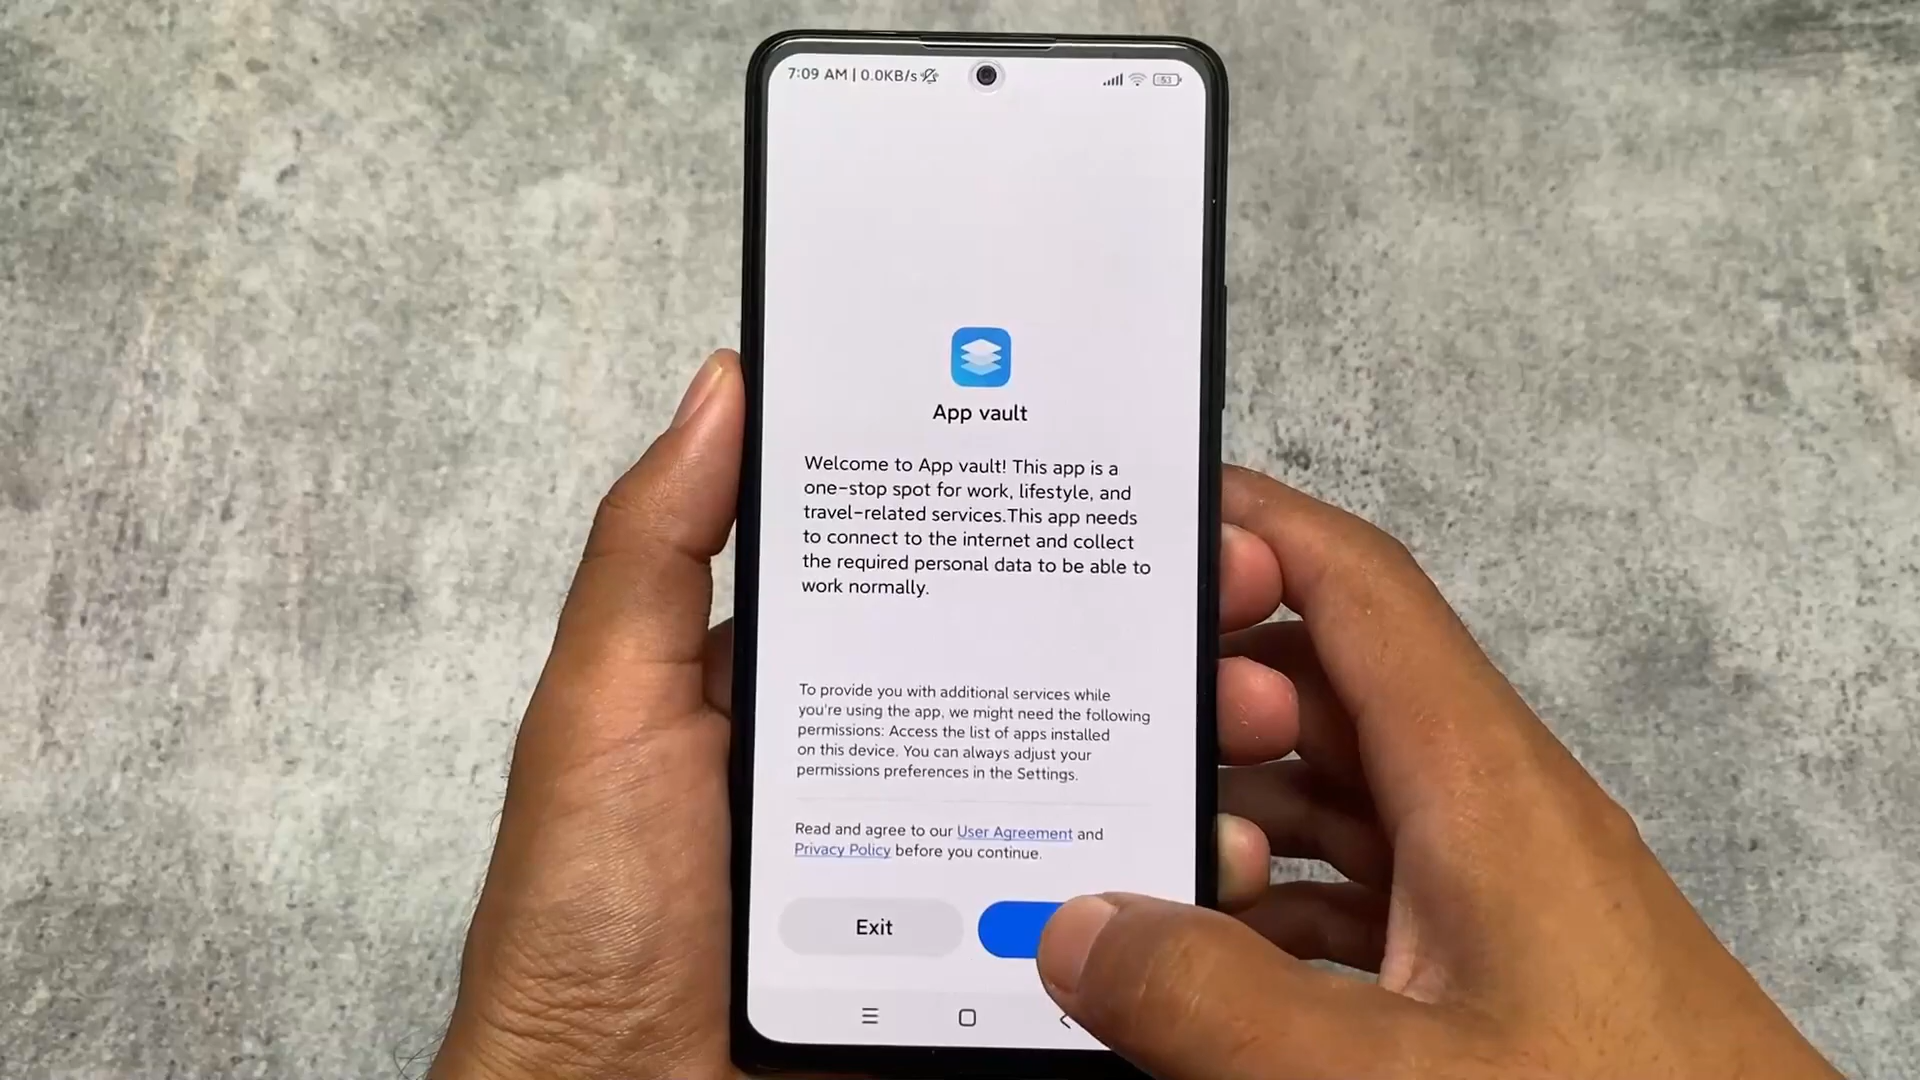 7:09 AM | 0.0KB/s
53
App vault
Welcome to App vault! This app is a
one-stop spot for work, lifestyle, and
travel-related services.This app needs
to connect to the internet and collect
the required personal data to be able to
work normally.
To provide you with additional services while
you're using the app, we might need the following
permissions: Access the list of apps installed
on this device. You can always adjust your
permissions preferences in the Settings.
Read and agree to our User Agreement and
Privacy Policy before you continue.
Exit